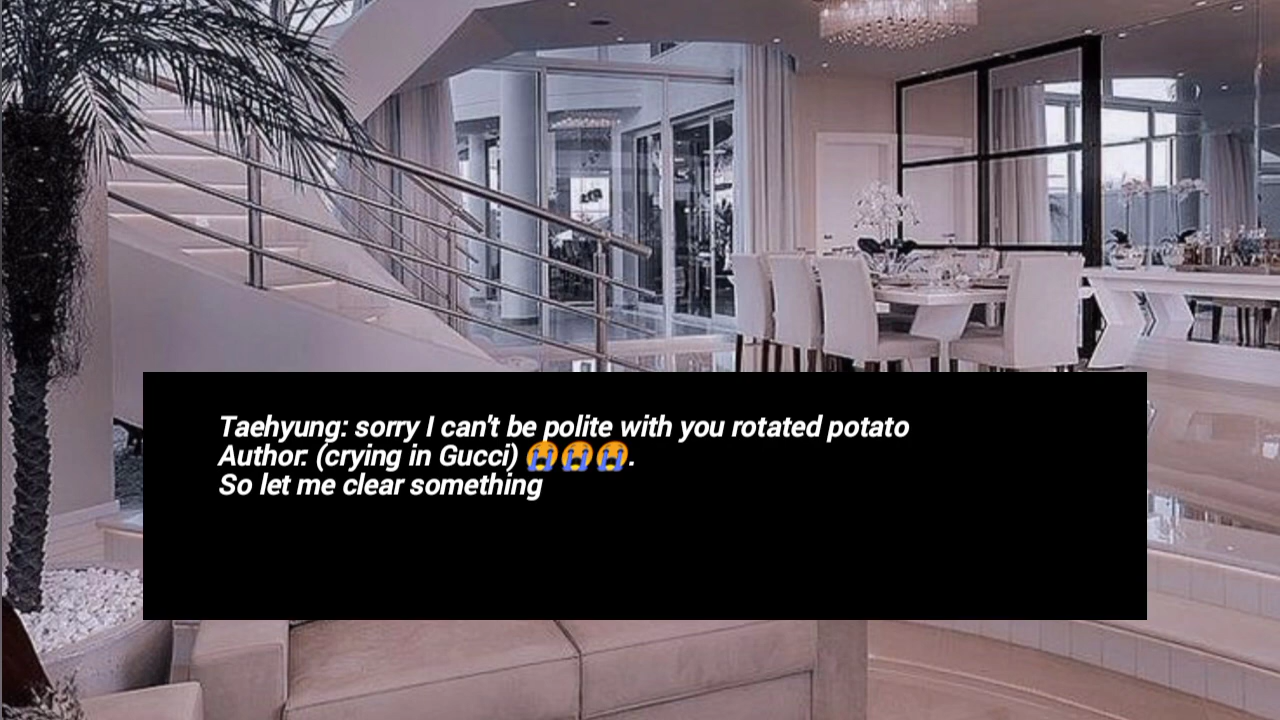 Taehyung: sorry I can't be polite with you rotated potato
Author: (crying in Gucci) 😭😭😭.
So let me clear something